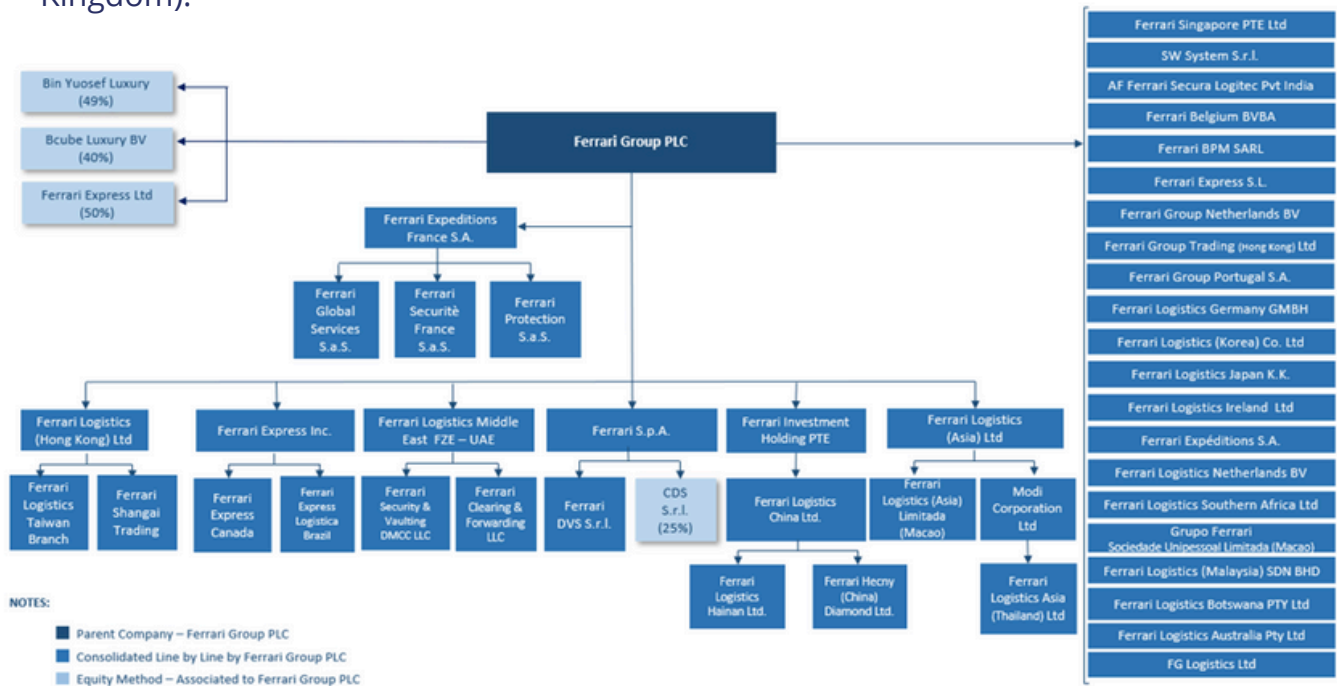 Kingdom).
Bin Yuosef Luxury
(49%)
Bcube Luxury BV
(40%)
Ferrari Express Ltd
(50%)
Ferrari Group PLC
Ferrari Expeditions
France S.A.
Ferrari
Global
Services
S.a.S.
Ferrari
Securitè
France
S.a.S.
Ferrari
Protection
S.a.S.
Ferrari Logistics
(Hong Kong) Ltd
Ferrari Express Inc.
Ferrari Logistics Middle
East FZE – UAE
Ferrari S.p.A.
Ferrari Investment
Holding PTE
Ferrari Logistics
(Asia) Ltd
Ferrari
Logistics
Taiwan
Branch
Ferrari
Shangai
Trading
Ferrari
Express
Canada
Ferrari
Express
Logistica
Brazil
Ferrari
Security &
Vaulting
DMCC LLC
Ferrari
Clearing &
Forwarding
LLC
Ferrari
DVS S.r.l.
CDS
S.r.l.
(25%)
Ferrari Logistics
China Ltd.
Ferrari
Logistics (Asia)
Limitada
(Macao)
Modi
Corporation
Ltd
Ferrari
Logistics
Hainan Ltd.
Ferrari Hecny
(China)
Diamond Ltd.
Ferrari
Logistics Asia
(Thailand) Ltd
Ferrari Singapore PTE Ltd
SW System S.r.l.
AF Ferrari Secura Logitec Pvt India
Ferrari Belgium BVBA
Ferrari BPM SARL
Ferrari Express S.L.
Ferrari Group Netherlands BV
Ferrari Group Trading (Hong Kong) Ltd
Ferrari Group Portugal S.A.
Ferrari Logistics Germany GMBH
Ferrari Logistics (Korea) Co. Ltd
Ferrari Logistics Japan K.K.
Ferrari Logistics Ireland Ltd
Ferrari Expéditions S.A.
Ferrari Logistics Netherlands BV
Ferrari Logistics Southern Africa Ltd
Grupo Ferrari
Sociedade Unipessoal Limitada (Macao)
Ferrari Logistics (Malaysia) SDN BHD
Ferrari Logistics Botswana PTY Ltd
Ferrari Logistics Australia Pty Ltd
FG Logistics Ltd
NOTES:
Parent Company – Ferrari Group PLC
Consolidated Line by Line by Ferrari Group PLC
Equity Method – Associated to Ferrari Group PLC